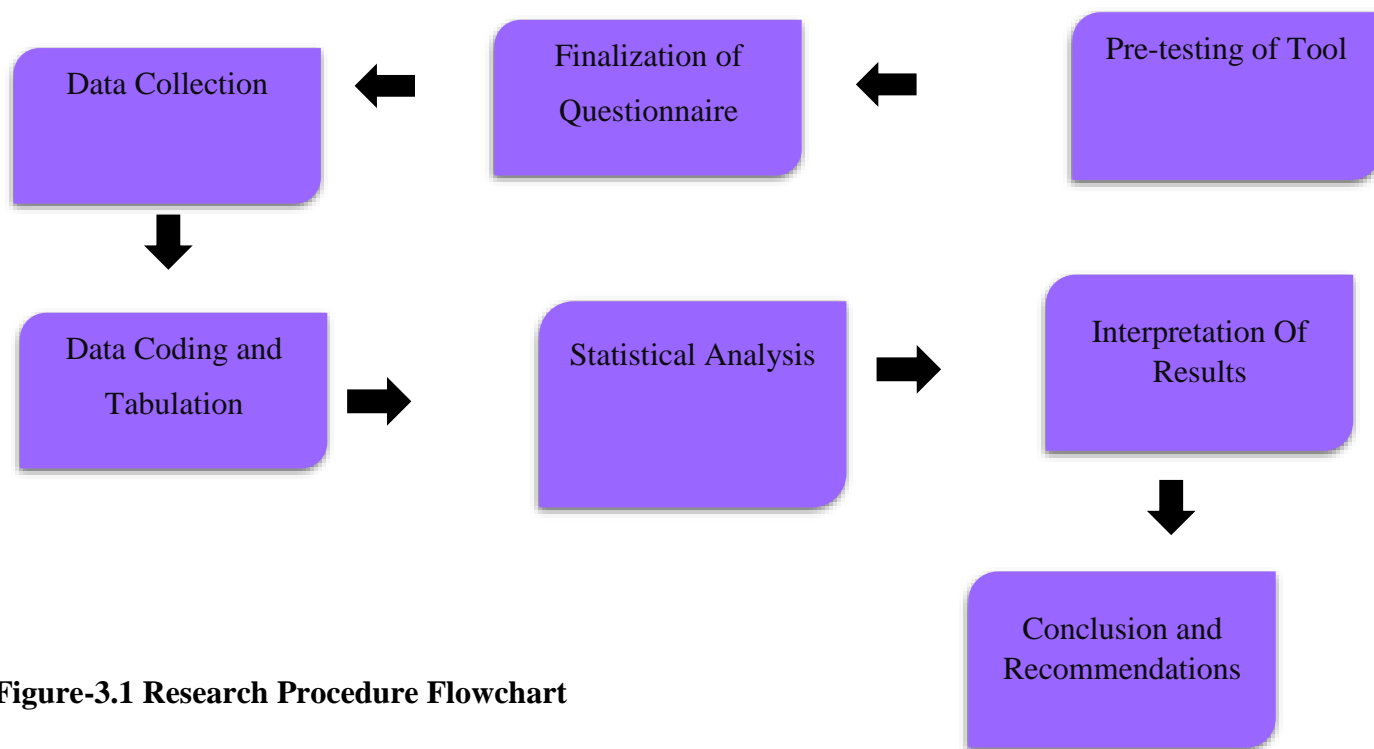 Data Collection
Finalization of
Questionnaire
Pre-testing of Tool
Data Coding and
Tabulation
Statistical Analysis
Interpretation Of
Results
Conclusion and
Recommendations
Figure-3.1 Research Procedure Flowchart